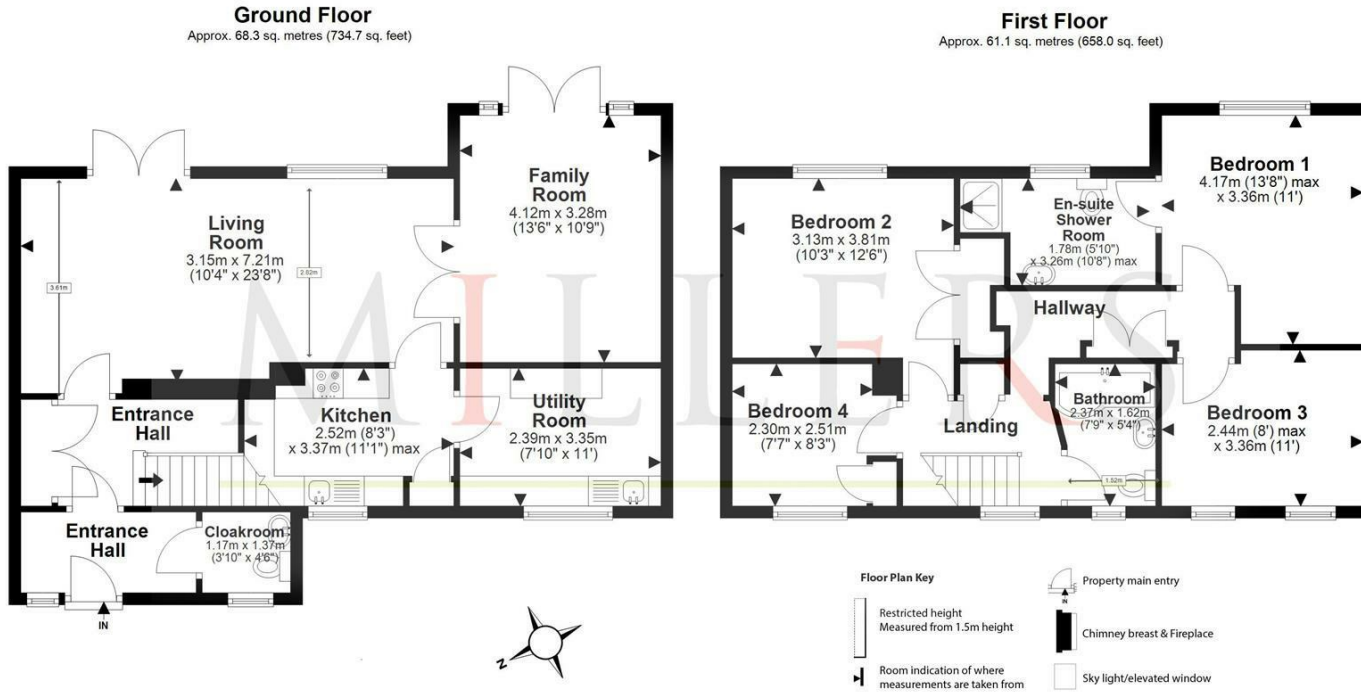 Ground Floor
Approx. 68.3 sq. metres (734.7 sq. feet)
Living
Room
3.15m x 7.21m
(10'4" x 23'8")
3.61m
2.62m
Family
Room
4.12m x 3.28m
(13'6" x 10'9")
Entrance
Hall
Kitchen
2.52m (8'3")
x 3.37m (11'1") max
Utility
Room
2.39m x 3.35m
(7'10" x 11')
Entrance
Hall
Cloakroom
1.17m x 1.37m
(3'10" x 4'6")
IN
First Floor
Approx. 61.1 sq. metres (658.0 sq. feet)
Bedroom 2
3.13m x 3.81m
(10'3" x 12'6")
En-suite
Shower
Room
1.78m (5'10")
x 3.26m (10'8") max
Bedroom 1
4.17m (13'8") max
x 3.36m (11')
Hallway
Bedroom 4
2.30m x 2.51m
(7'7" x 8'3")
Landing
Bathroom
2.37m x 1.62m
(7'9" x 5'4")
1.52m
Bedroom 3
2.44m (8') max
x 3.36m (11')
MILLERS
N
Floor Plan Key
Restricted height
Measured from 1.5m height
Room indication of where
measurements are taken from
IN
Property main entry
Chimney breast & Fireplace
Sky light/elevated window